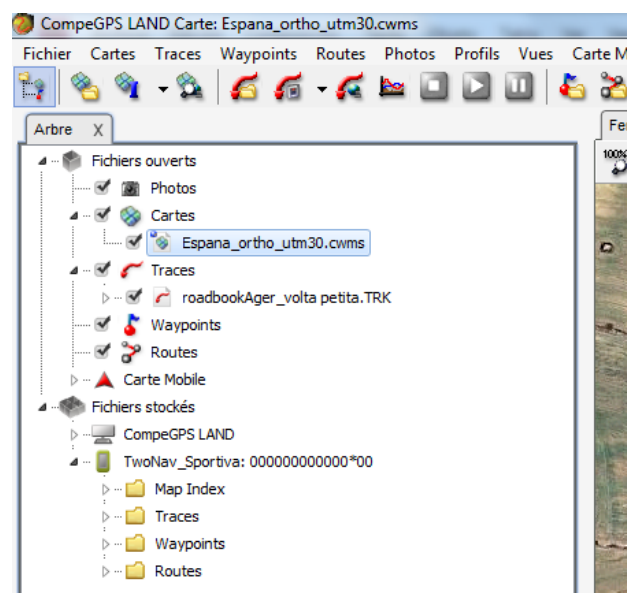 CompeGPS LAND Carte: Espana_ortho_utm30.cwms
Fichier Cartes Traces Waypoints Routes Photos Profils Vues Carte M
Arbre X
Fe
100%
Fichiers ouverts
Photos
Cartes
Espana_ortho_utm30.cwms
Traces
roadbookAger_volta petita.TRK
Waypoints
Routes
Carte Mobile
Fichiers stockés
CompeGPS LAND
TwoNav_Sportiva: 000000000000*00
Map Index
Traces
Waypoints
Routes